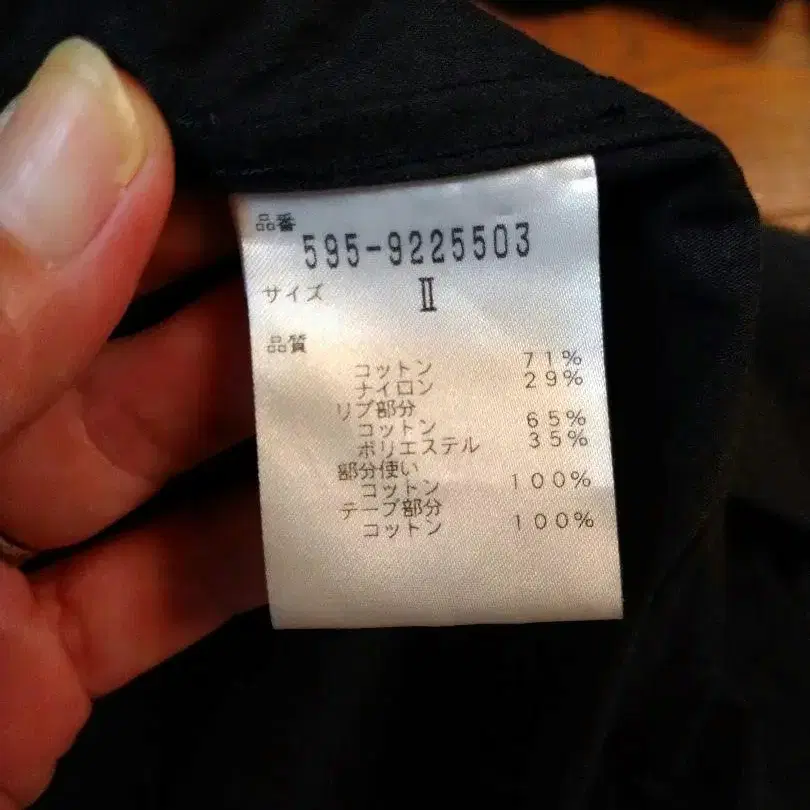 品番
595-9225503
サイズ Ⅱ
品質
コットン 71%
ナイロン 29%
リブ部分
コットン 65%
ポリエステル 35%
部分使い
コットン 100%
テープ部分
コットン 100%